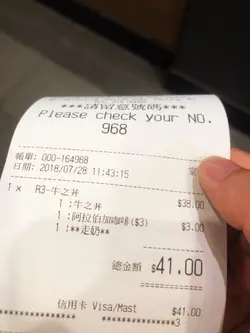 ***請留意號碼***
Please check your NO.
968
帳單: 000-164968
日期: 2018/07/28 11:43:15
1 × R3-牛之丼 $38.00
1 :牛之丼
1 :阿拉伯加咖啡($3) $3.00
1 :**走奶**
總金額 $41.00
信用卡 Visa/Mast $41.00